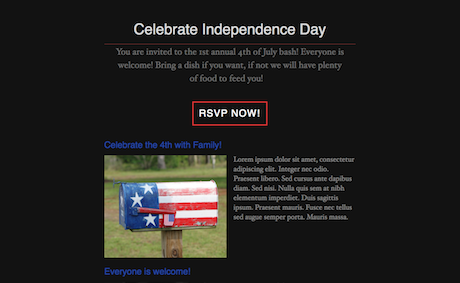 Celebrate Independence Day
You are invited to the 1st annual 4th of July bash! Everyone is
welcome! Bring a dish if you want, if not we will have plenty
of food to feed you!
RSVP NOW!
Celebrate the 4th with Family!
Lorem ipsum dolor sit amet, consectetur
adipiscing elit. Integer nec odio.
Praesent libero. Sed cursus ante dapibus
diam. Sed nisi. Nulla quis sem at nibh
elementum imperdiet. Duis sagittis
ipsum. Praesent mauris. Fusce nec tellus
sed augue semper porta. Mauris massa.
Everyone is welcome!